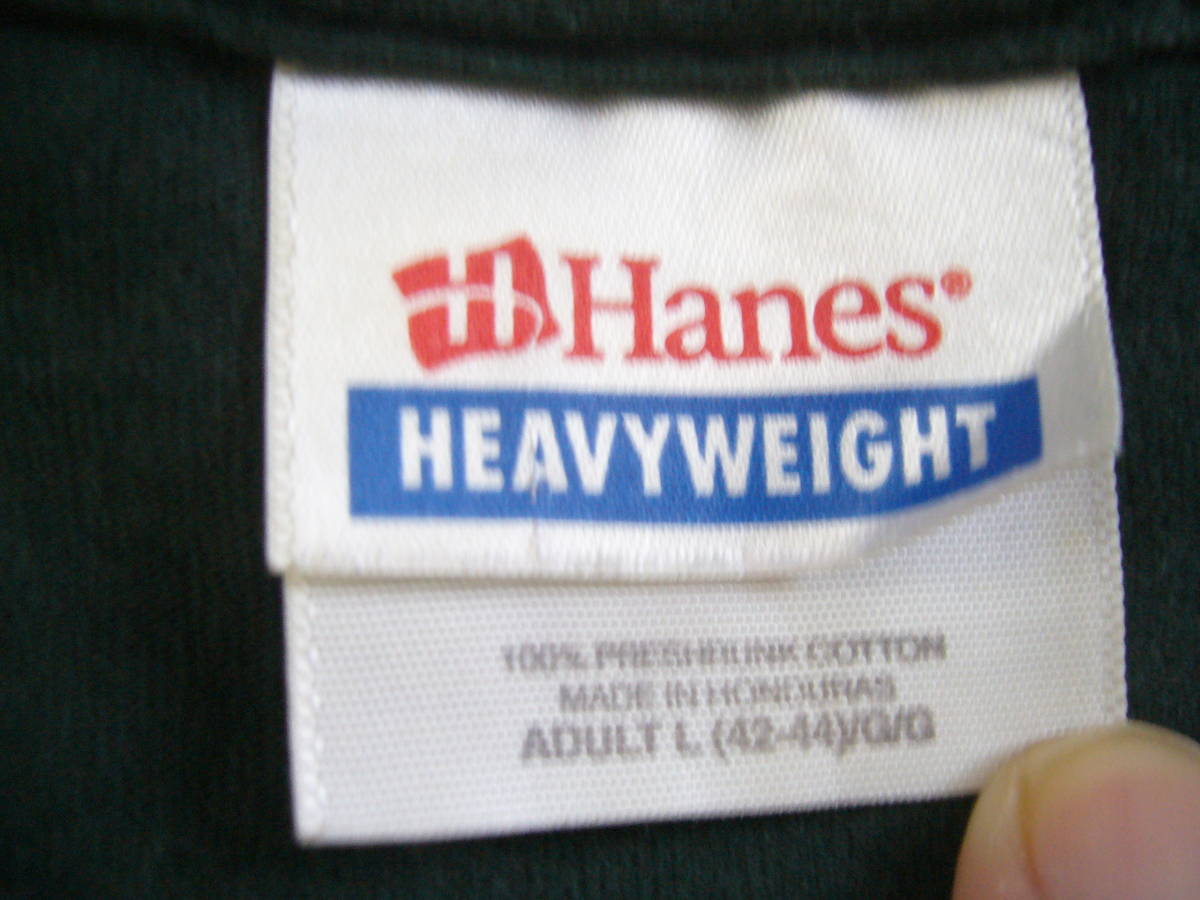 H Hanes®
HEAVYWEIGHT
100% PRESHRUNK COTTON
MADE IN HONDURAS
ADULT L (42-44)/G/G